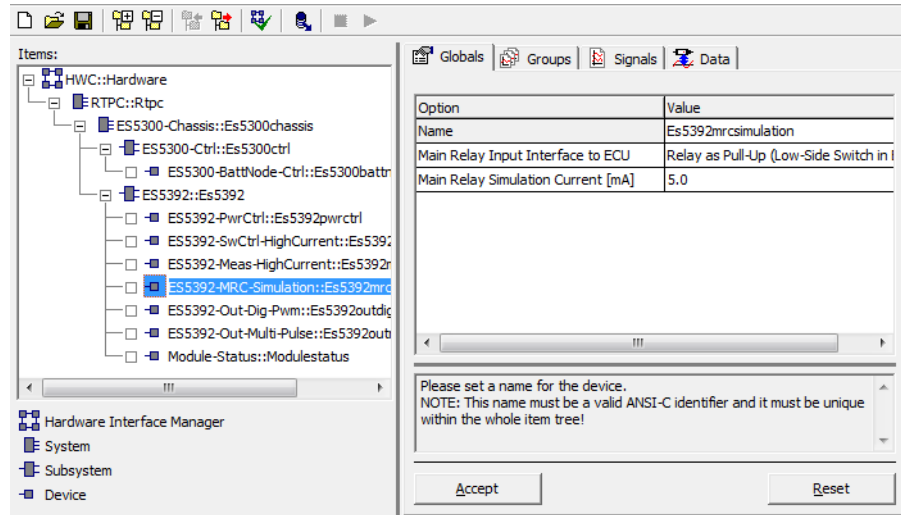 Items:
HWC::Hardware
RTPC::Rtpc
ES5300-Chassis::Es5300chassis
ES5300-Ctrl::Es5300ctrl
ES5300-BattNode-Ctrl::Es5300battn
ES5392::Es5392
ES5392-PwrCtrl::Es5392pwrctrl
ES5392-SwCtrl-HighCurrent::Es5392
ES5392-Meas-HighCurrent::Es5392r
ES5392-MRC-Simulation::Es5392mrc
ES5392-Out-Dig-Pwm::Es5392outdig
ES5392-Out-Multi-Pulse::Es5392outr
Module-Status::Modulestatus
Hardware Interface Manager
System
Subsystem
Device
Globals Groups Signals Data
Option Value
Name Es5392mrcsimulation
Main Relay Input Interface to ECU Relay as Pull-Up (Low-Side Switch in
Main Relay Simulation Current [mA] 5.0
Please set a name for the device.
NOTE: This name must be a valid ANSI-C identifier and it must be unique
within the whole item tree!
Accept Reset